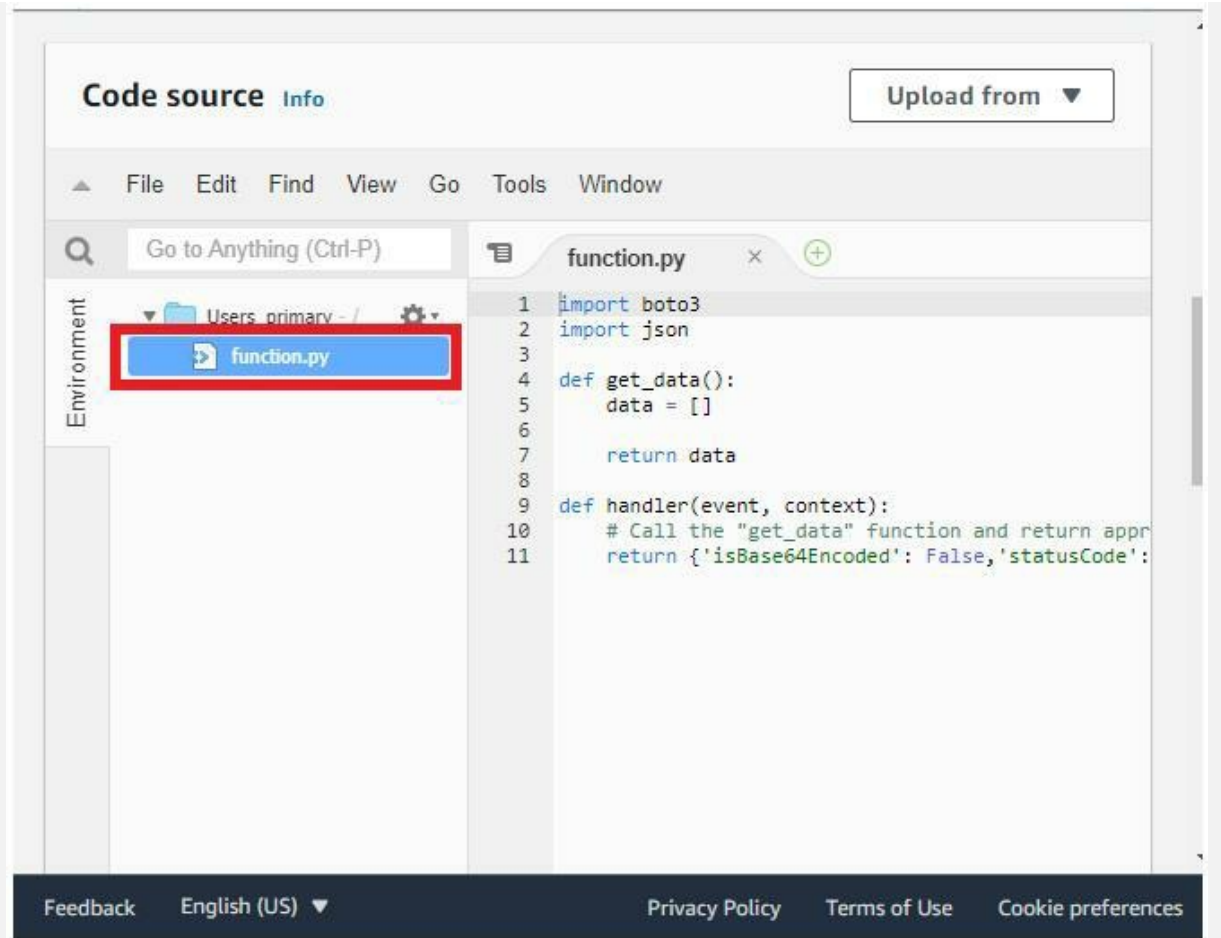 Code source Info
Upload from ▼
File Edit Find View Go Tools Window
Go to Anything (Ctrl-P)
function.py ×
Environment
Users_primary - /
function.py
1 import boto3
2 import json
3
4 def get_data():
5     data = []
6
7     return data
8
9 def handler(event, context):
10     # Call the "get_data" function and return appr
11     return {'isBase64Encoded': False,'statusCode':
Feedback English (US) ▼ Privacy Policy Terms of Use Cookie preferences